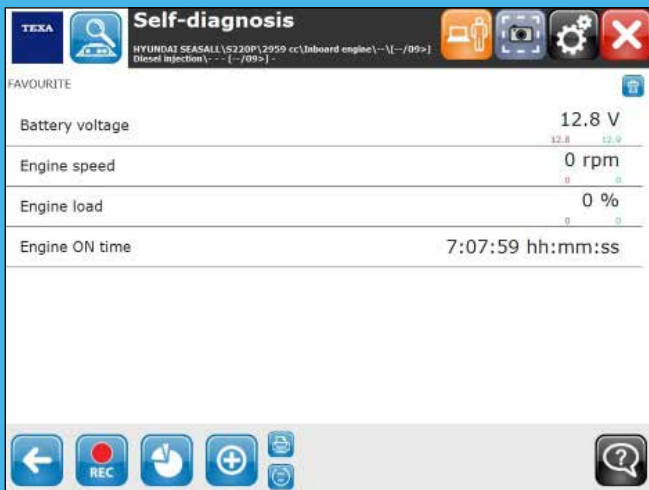 TEXA
Self-diagnosis
HYUNDAI SEASALL\S220P\2959 cc\Inboard engine\--\[--/09>]
Diesel injection\- - - [--/09>] -
FAVOURITE
Battery voltage 12.8 V
12.8 12.9
Engine speed 0 rpm
0 0
Engine load 0 %
0 0
Engine ON time 7:07:59 hh:mm:ss
REC
?